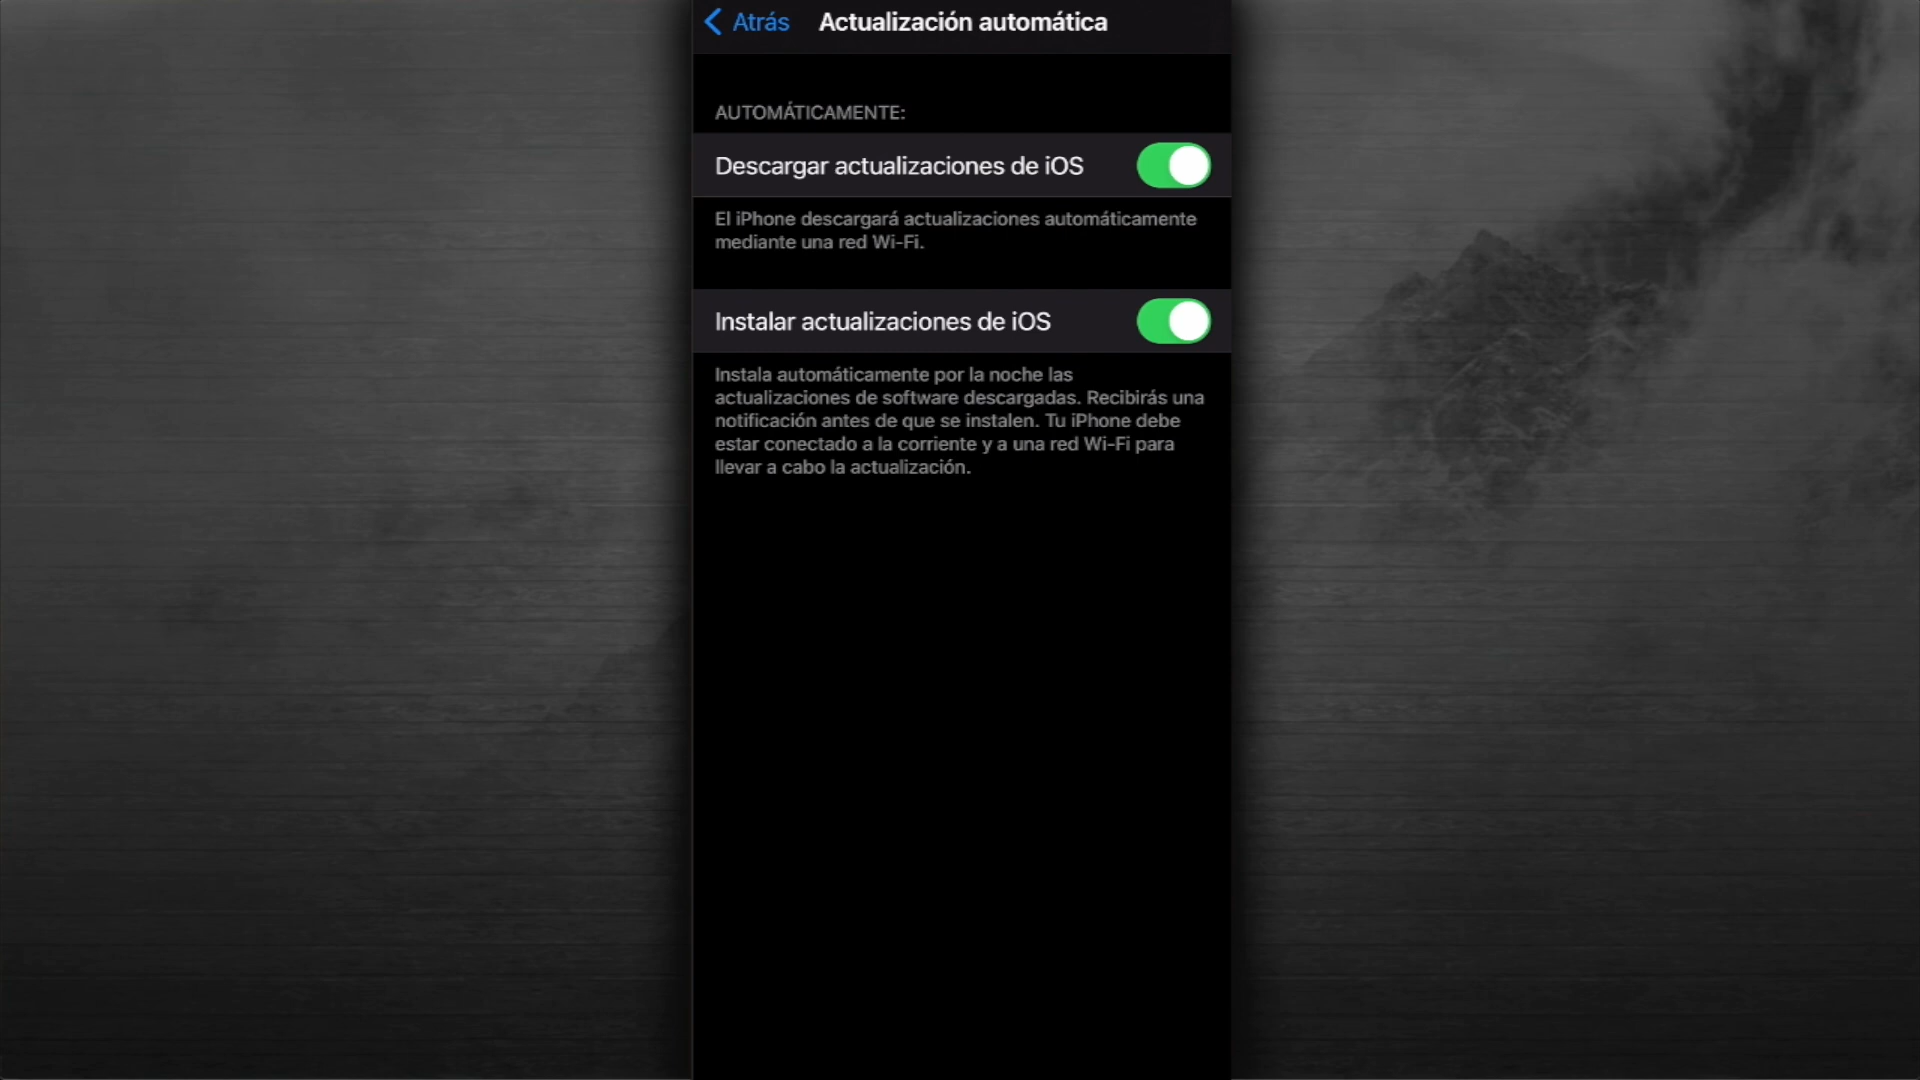 Atrás Actualización automática
AUTOMÁTICAMENTE:
Descargar actualizaciones de iOS
El iPhone descargará actualizaciones automáticamente
mediante una red Wi-Fi.
Instalar actualizaciones de iOS
Instala automáticamente por la noche las
actualizaciones de software descargadas. Recibirás una
notificación antes de que se instalen. Tu iPhone debe
estar conectado a la corriente y a una red Wi-Fi para
llevar a cabo la actualización.